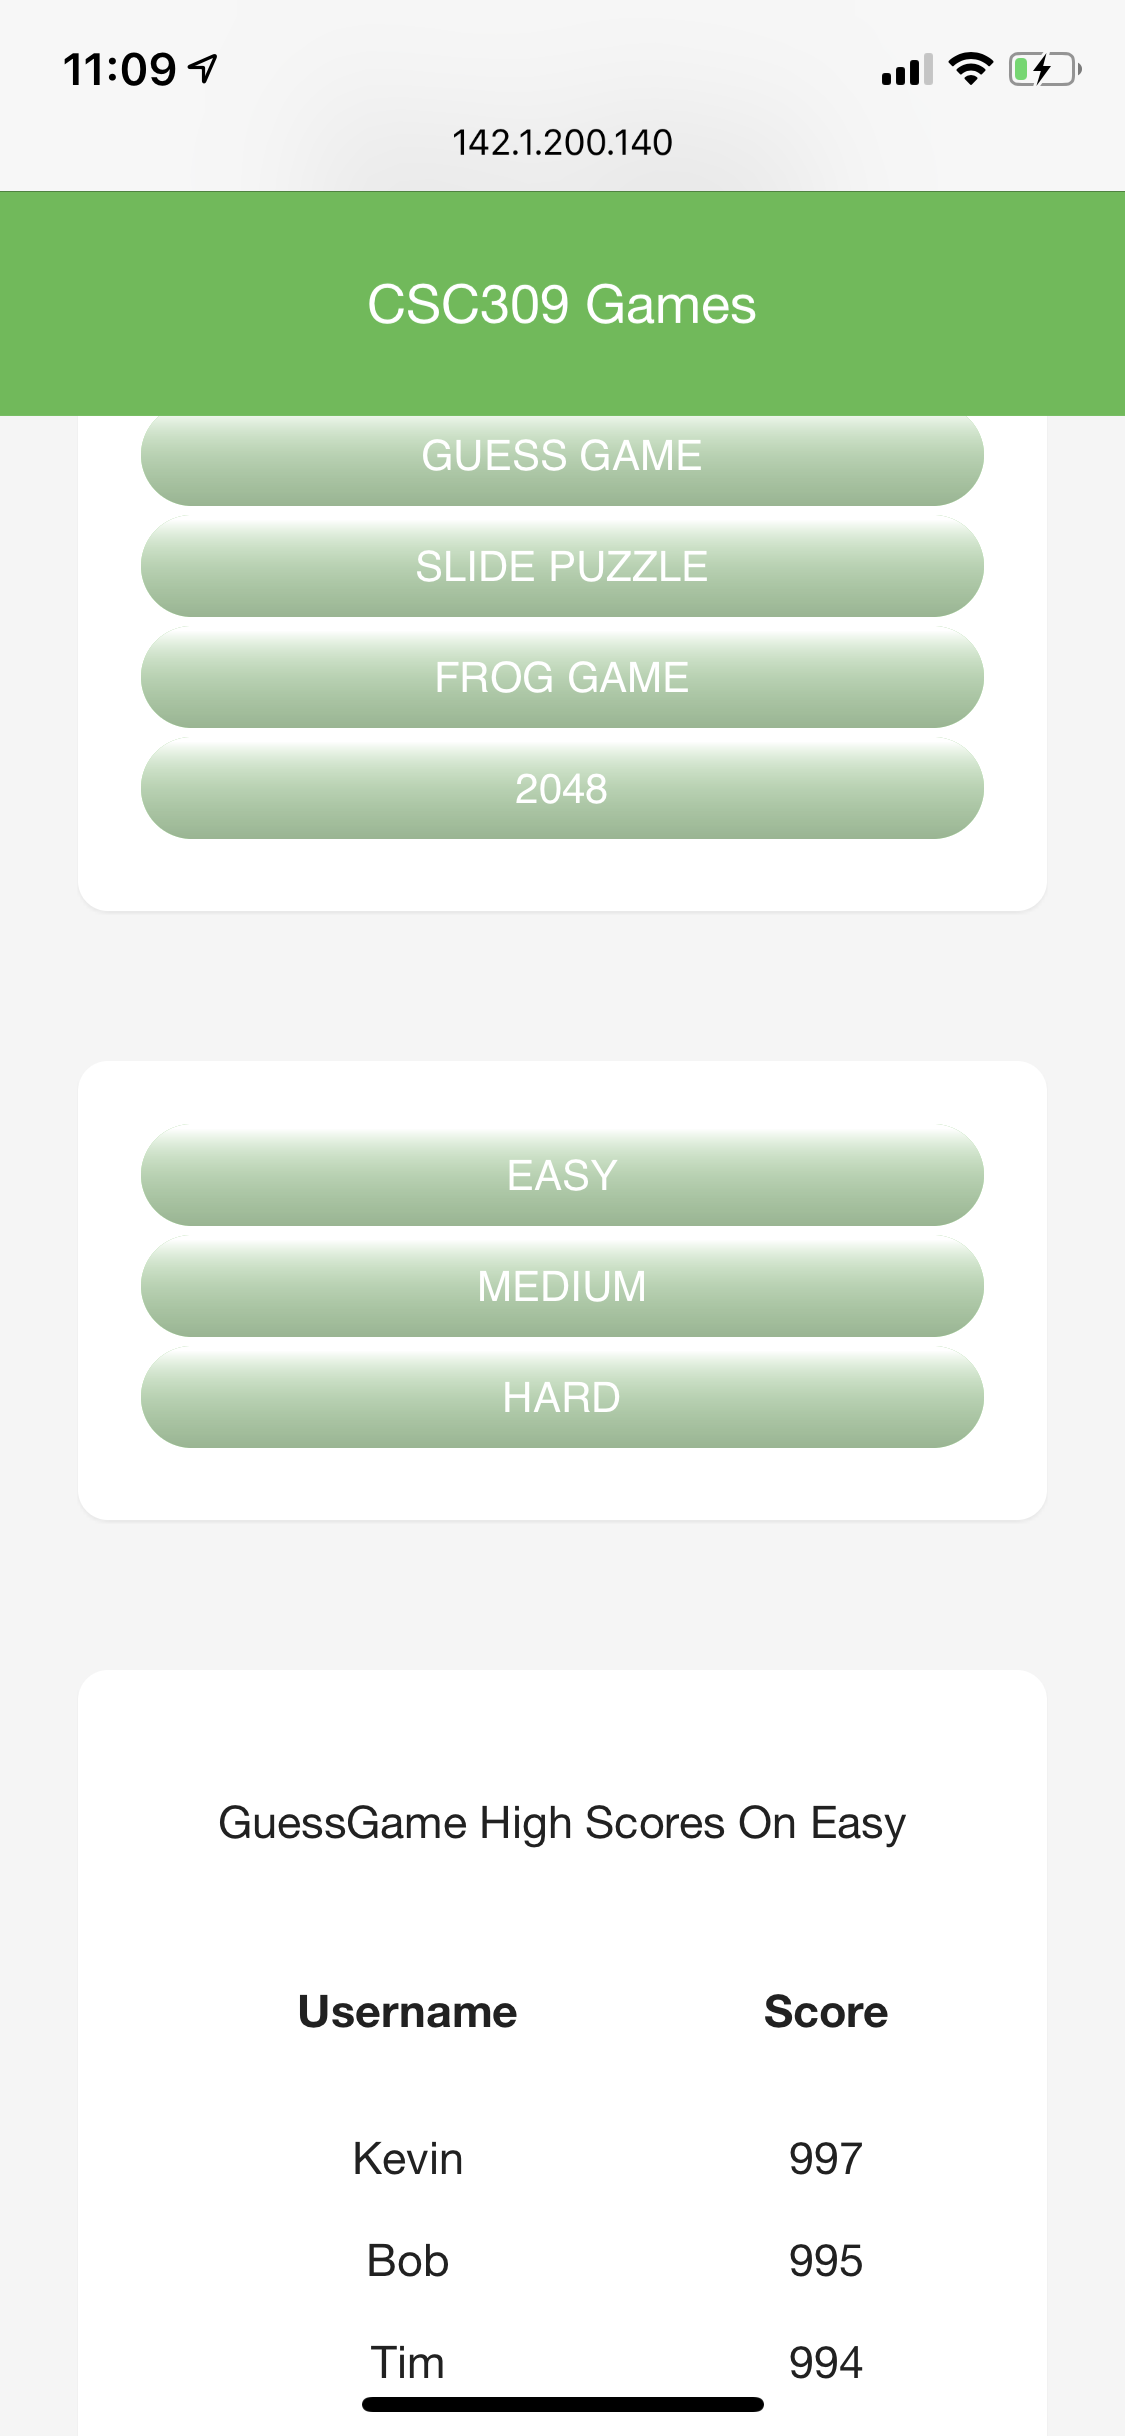 11:09
142.1.200.140
CSC309 Games
GUESS GAME
SLIDE PUZZLE
FROG GAME
2048
EASY
MEDIUM
HARD
GuessGame High Scores On Easy
Username Score
Kevin 997
Bob 995
Tim 994